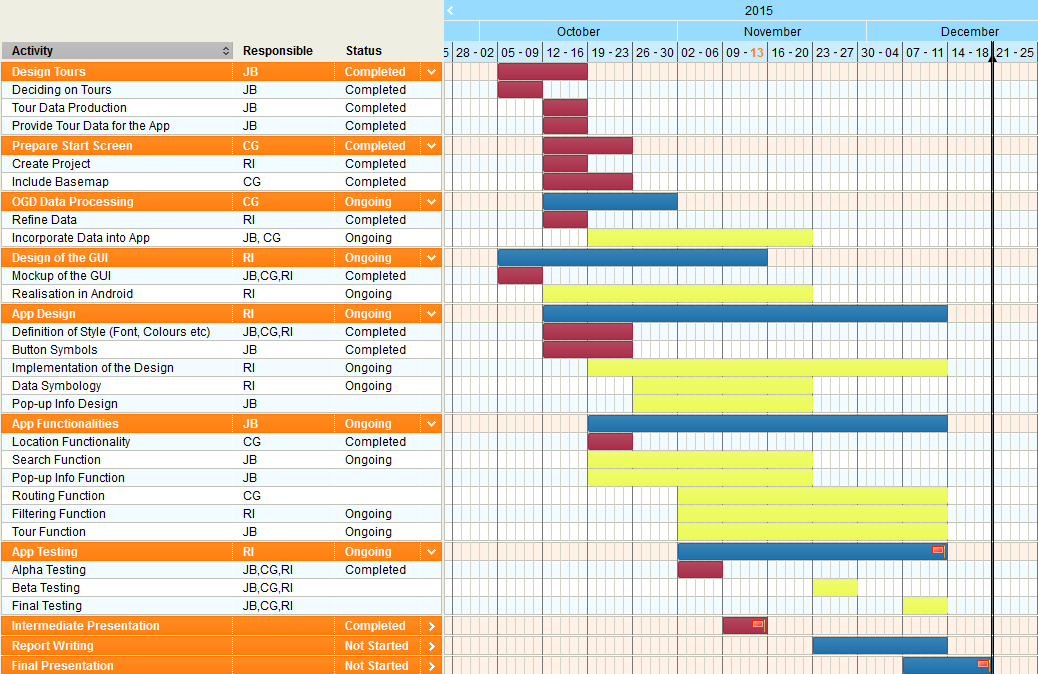 2015
October November December
5 28 - 02 05 - 09 12 - 16 19 - 23 26 - 30 02 - 06 09 - 13 16 - 20 23 - 27 30 - 04 07 - 11 14 - 18 21 - 25
Activity Responsible Status
Design Tours JB Completed
Deciding on Tours JB Completed
Tour Data Production JB Completed
Provide Tour Data for the App JB Completed
Prepare Start Screen CG Completed
Create Project RI Completed
Include Basemap CG Completed
OGD Data Processing CG Ongoing
Refine Data RI Completed
Incorporate Data into App JB, CG Ongoing
Design of the GUI RI Ongoing
Mockup of the GUI JB,CG,RI Completed
Realisation in Android RI Ongoing
App Design RI Ongoing
Definition of Style (Font, Colours etc) JB,CG,RI Completed
Button Symbols JB Completed
Implementation of the Design RI Ongoing
Data Symbology RI Ongoing
Pop-up Info Design JB
App Functionalities JB Ongoing
Location Functionality CG Completed
Search Function JB Ongoing
Pop-up Info Function JB
Routing Function CG
Filtering Function RI Ongoing
Tour Function JB Ongoing
App Testing RI Ongoing
Alpha Testing JB,CG,RI Completed
Beta Testing JB,CG,RI
Final Testing JB,CG,RI
Intermediate Presentation Completed
Report Writing Not Started
Final Presentation Not Started